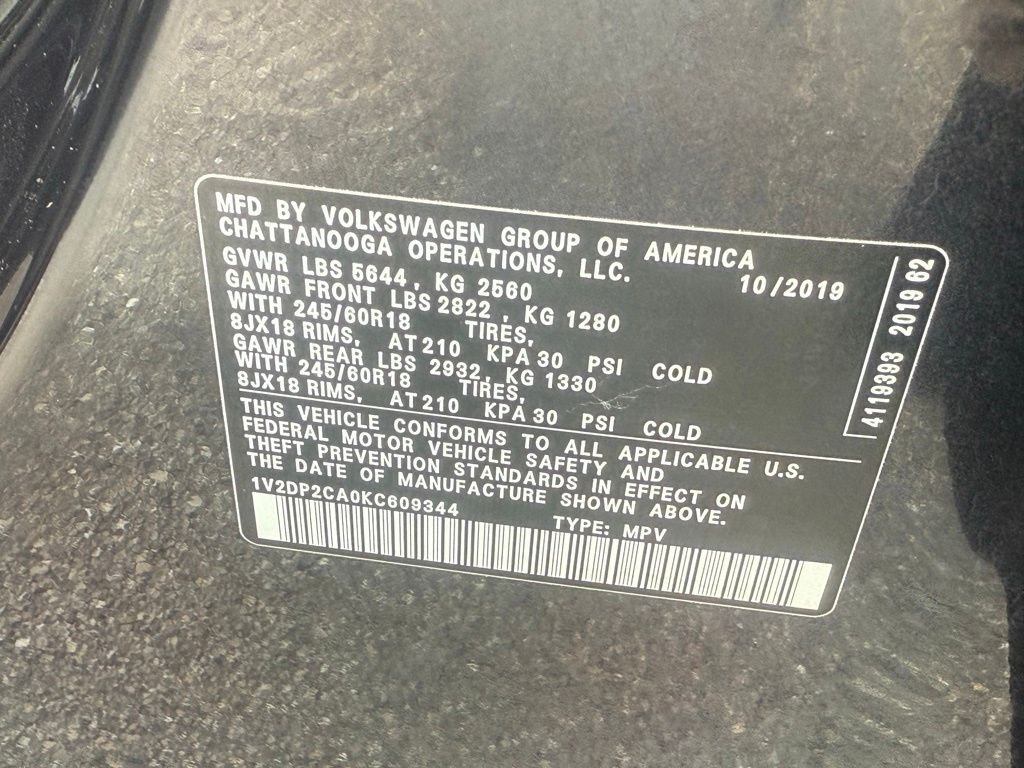 MFD BY VOLKSWAGEN GROUP OF AMERICA
CHATTANOOGA OPERATIONS, LLC. 10/2019
GVWR LBS 5644, KG 2560
GAWR FRONT LBS 2822, KG 1280
WITH 245/60R18 TIRES,
8JX18 RIMS, AT 210 KPA 30 PSI COLD
GAWR REAR LBS 2932, KG 1330
WITH 245/60R18 TIRES,
8JX18 RIMS, AT 210 KPA 30 PSI COLD
THIS VEHICLE CONFORMS TO ALL APPLICABLE U.S.
FEDERAL MOTOR VEHICLE SAFETY AND
THEFT PREVENTION STANDARDS IN EFFECT ON
THE DATE OF MANUFACTURE SHOWN ABOVE.
1V2DP2CA0KC609344 TYPE: MPV
4119393 2019 62